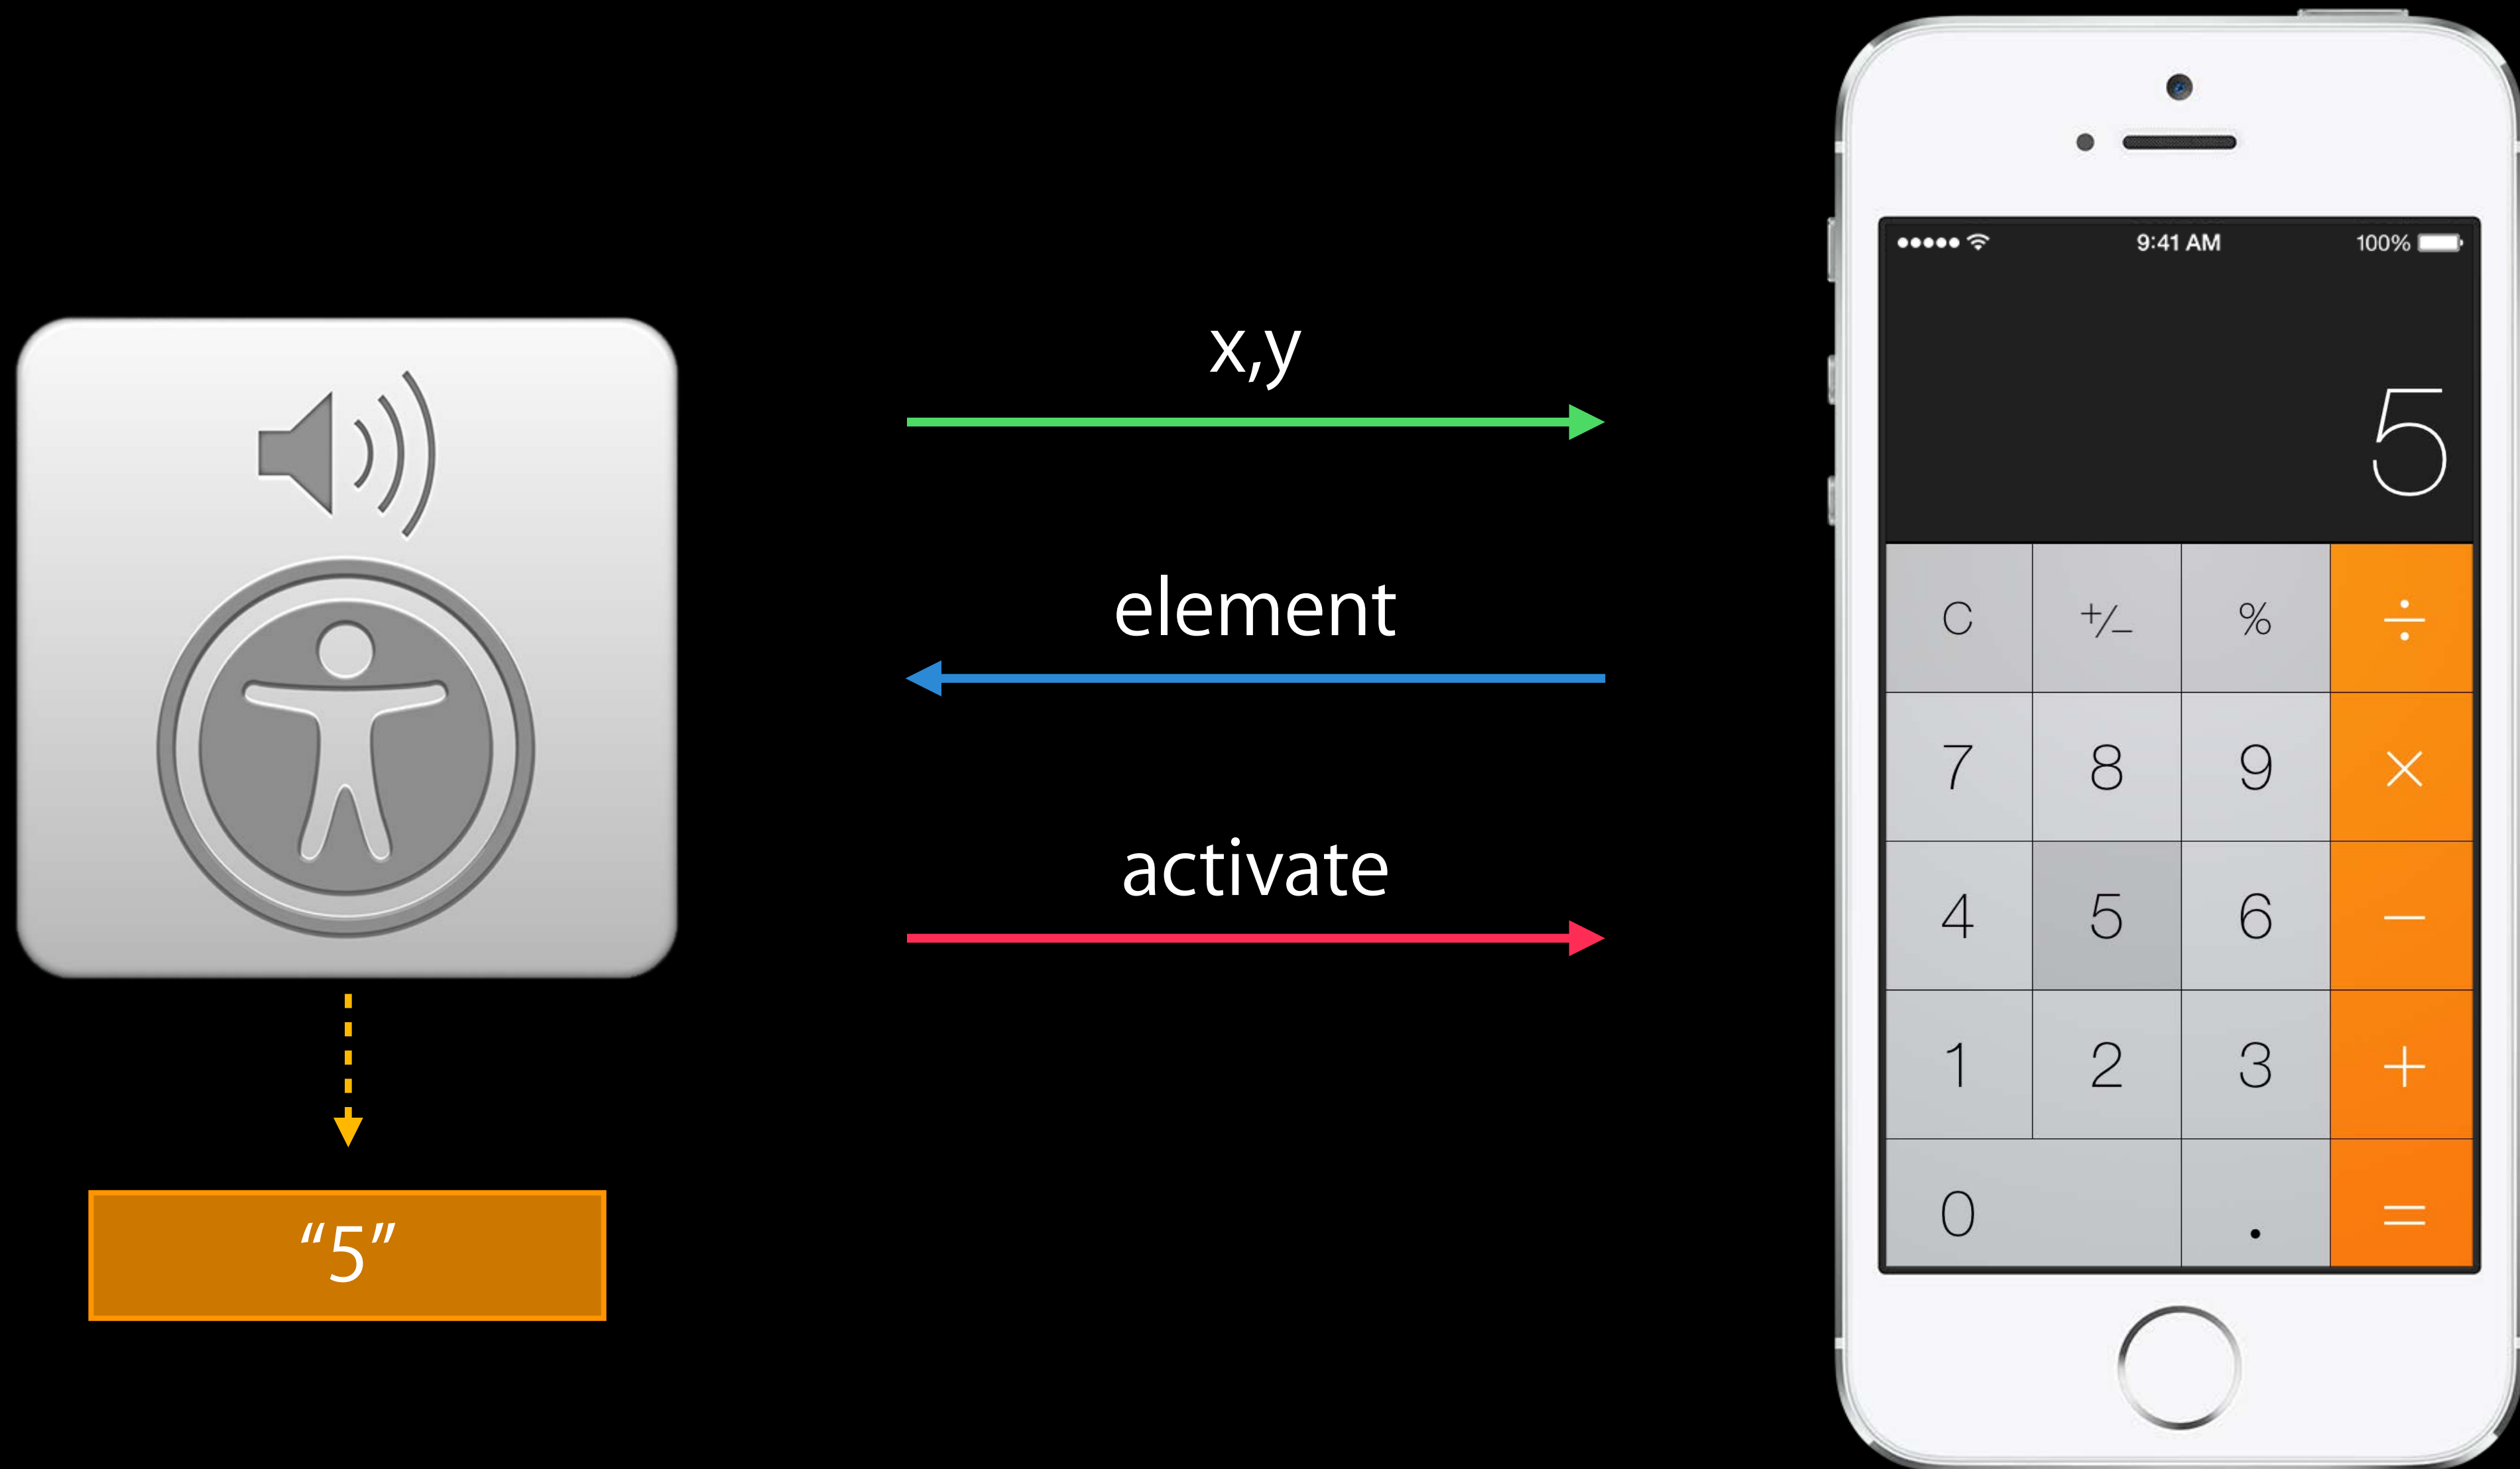 x,y
element
activate
“5”
9:41 AM 100%
5
C +/− % ÷
7 8 9 ×
4 5 6 −
1 2 3 +
0 . =